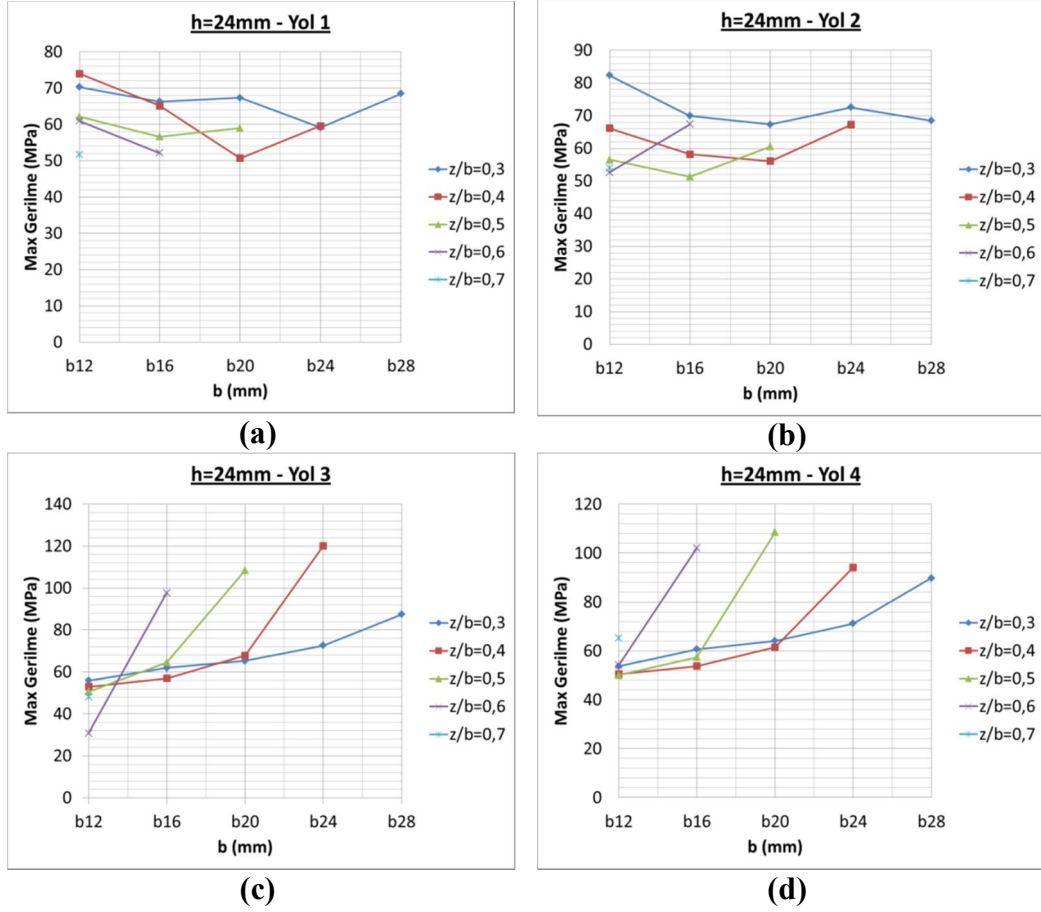 h=24mm - Yol 1
Max Gerilme (MPa)
80
70
60
50
40
30
20
10
0
b12 b16 b20 b24 b28
b (mm)
z/b=0,3
z/b=0,4
z/b=0,5
z/b=0,6
z/b=0,7
(a)
h=24mm - Yol 2
Max Gerilme (MPa)
90
80
70
60
50
40
30
20
10
0
b12 b16 b20 b24 b28
b (mm)
z/b=0,3
z/b=0,4
z/b=0,5
z/b=0,6
z/b=0,7
(b)
h=24mm - Yol 3
Max Gerilme (MPa)
140
120
100
80
60
40
20
0
b12 b16 b20 b24 b28
b (mm)
z/b=0,3
z/b=0,4
z/b=0,5
z/b=0,6
z/b=0,7
(c)
h=24mm - Yol 4
Max Gerilme (MPa)
120
100
80
60
40
20
0
b12 b16 b20 b24 b28
b (mm)
z/b=0,3
z/b=0,4
z/b=0,5
z/b=0,6
z/b=0,7
(d)